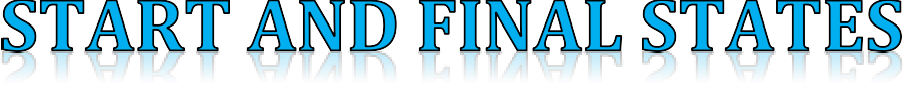 START AND FINAL STATES